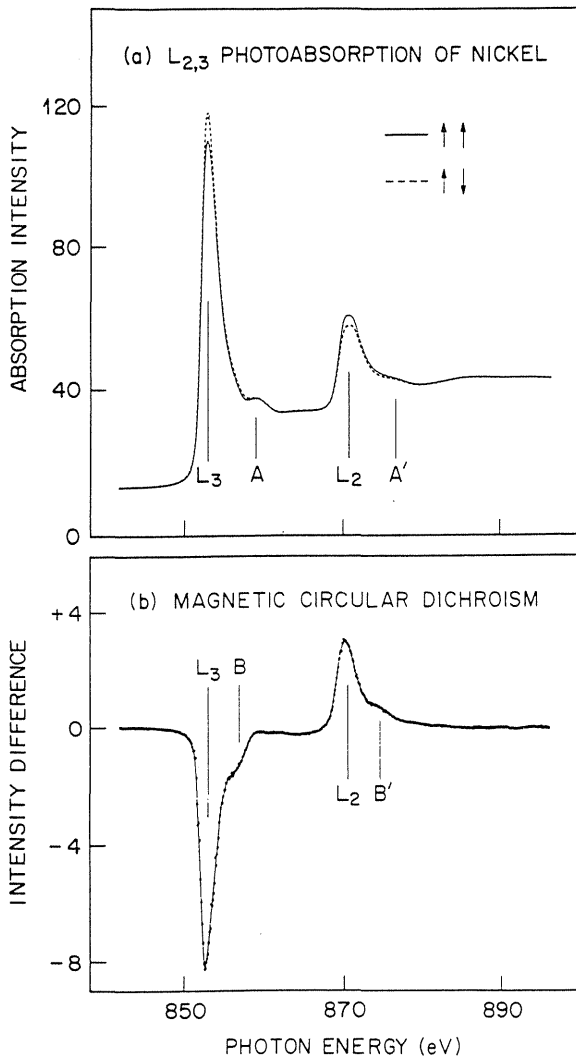 (a) L2,3 PHOTOABSORPTION OF NICKEL
ABSORPTION INTENSITY
120
80
40
0
L3
A
L2
A′
(b) MAGNETIC CIRCULAR DICHROISM
INTENSITY DIFFERENCE
+4
0
-4
-8
L3 B
L2 B′
850
870
890
PHOTON ENERGY (eV)